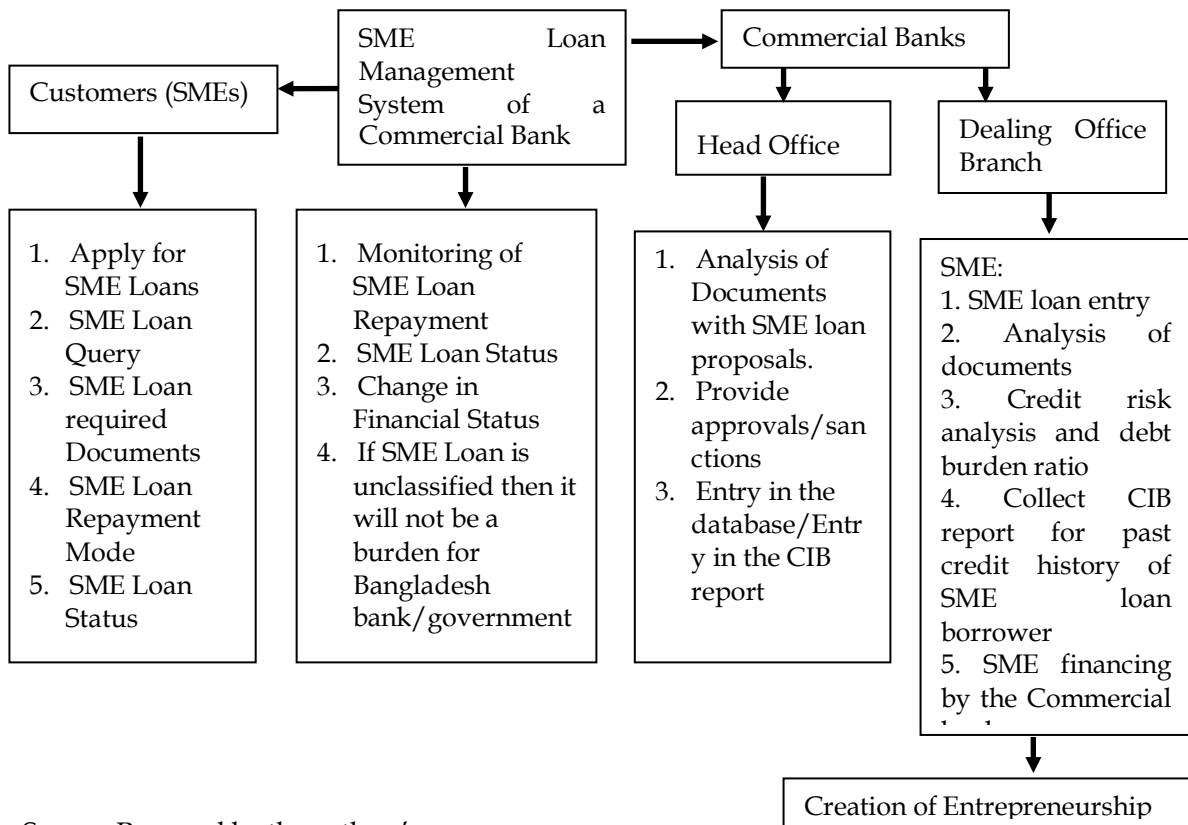 SME Loan
Management
System of a
Commercial Bank
Commercial Banks
Customers (SMEs)
Head Office
Dealing Office
Branch
1. Apply for
SME Loans
2. SME Loan
Query
3. SME Loan
required
Documents
4. SME Loan
Repayment
Mode
5. SME Loan
Status
1. Monitoring of
SME Loan
Repayment
2. SME Loan Status
3. Change in
Financial Status
4. If SME Loan is
unclassified then it
will not be a
burden for
Bangladesh
bank/government
1. Analysis of
Documents
with SME loan
proposals.
2. Provide
approvals/san
ctions
3. Entry in the
database/Entr
y in the CIB
report
SME:
1. SME loan entry
2. Analysis of
documents
3. Credit risk
analysis and debt
burden ratio
4. Collect CIB
report for past
credit history of
SME loan
borrower
5. SME financing
by the Commercial
Creation of Entrepreneurship